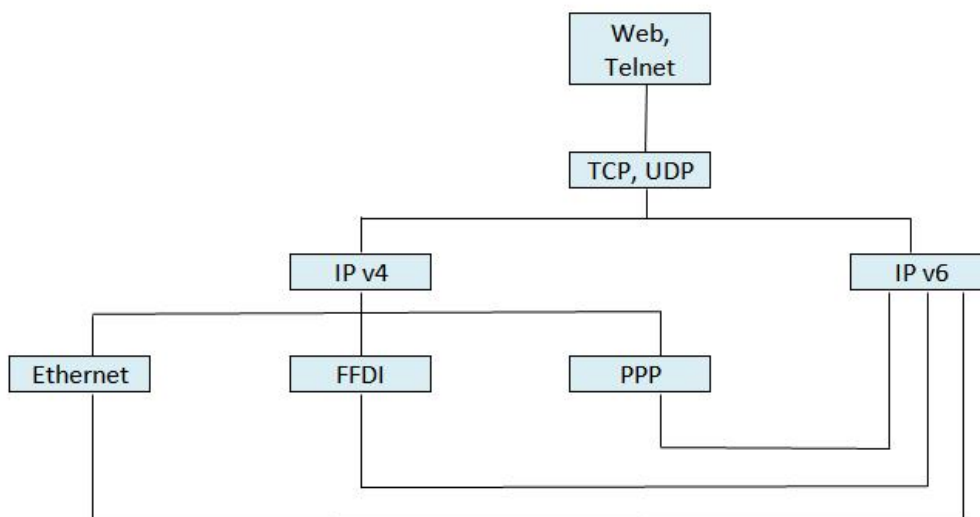 Web,
Telnet
TCP, UDP
IP v4
IP v6
Ethernet
FFDI
PPP